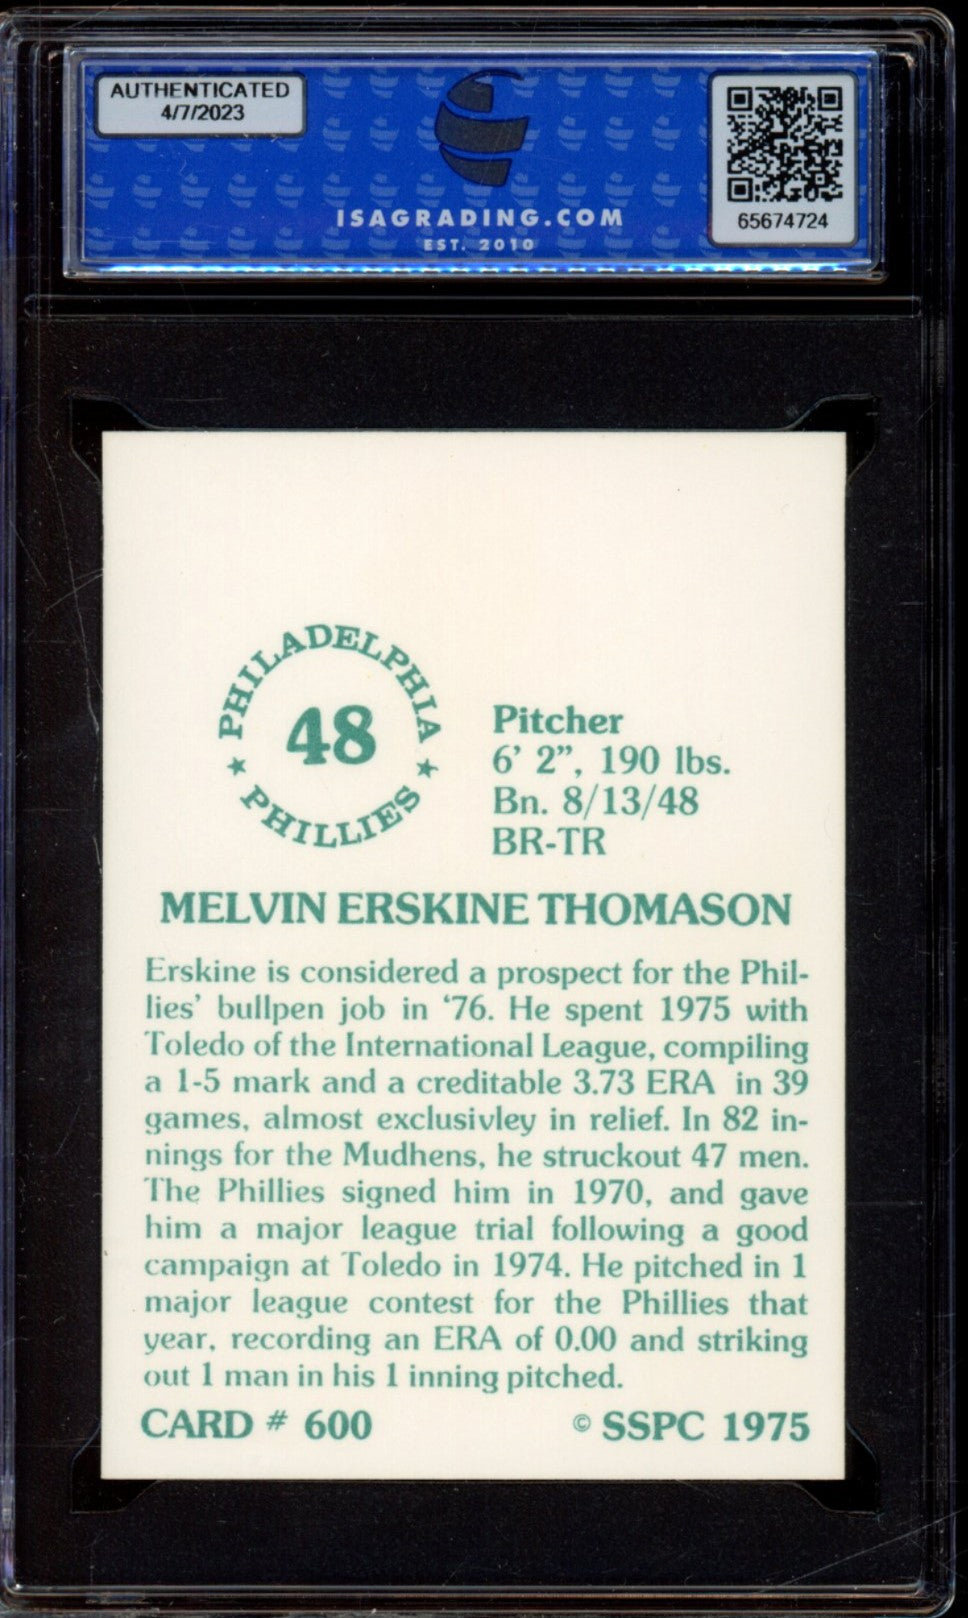 AUTHENTICATED
4/7/2023
ISAGRADING.COM
EST. 2010
65674724
PHILADELPHIA
48
★ PHILLIES ★
Pitcher
6’ 2”, 190 lbs.
Bn. 8/13/48
BR-TR
MELVIN ERSKINE THOMASON
Erskine is considered a prospect for the Phil-
lies’ bullpen job in ‘76. He spent 1975 with
Toledo of the International League, compiling
a 1-5 mark and a creditable 3.73 ERA in 39
games, almost exclusivley in relief. In 82 in-
nings for the Mudhens, he struckout 47 men.
The Phillies signed him in 1970, and gave
him a major league trial following a good
campaign at Toledo in 1974. He pitched in 1
major league contest for the Phillies that
year, recording an ERA of 0.00 and striking
out 1 man in his 1 inning pitched.
CARD # 600 © SSPC 1975